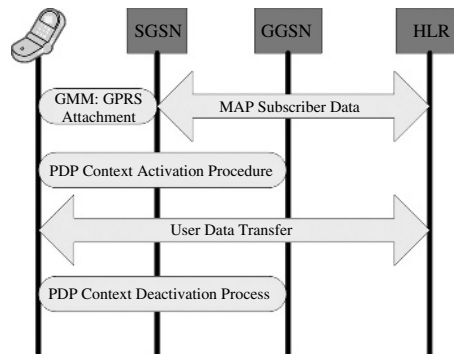 SGSN
GGSN
HLR
GMM: GPRS
Attachment
MAP Subscriber Data
PDP Context Activation Procedure
User Data Transfer
PDP Context Deactivation Process